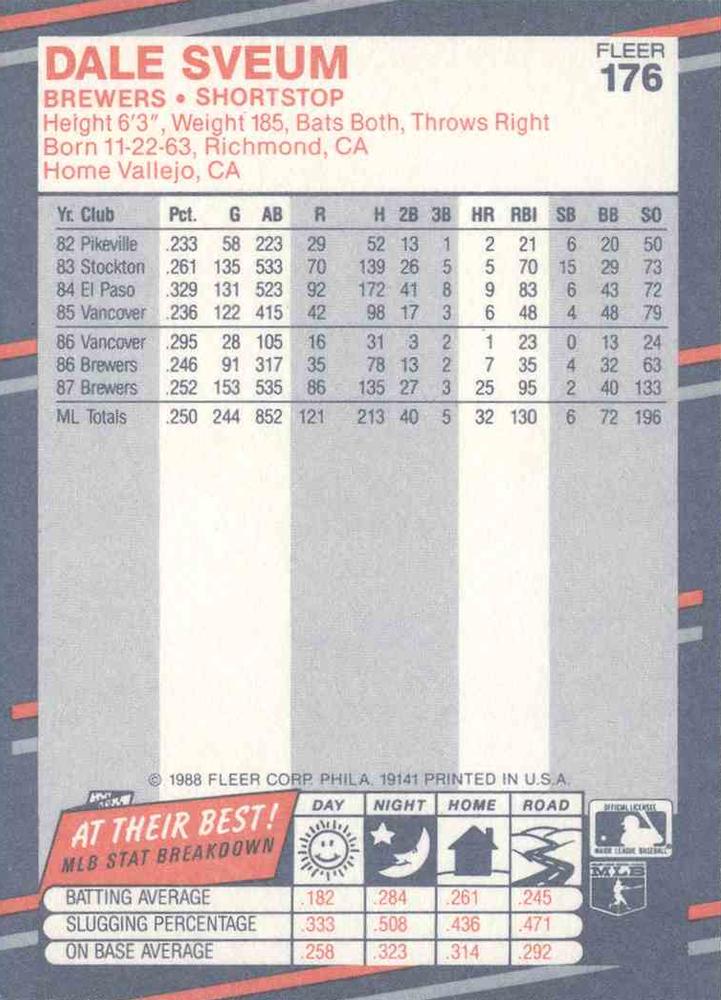 DALE SVEUM
FLEER
176
BREWERS • SHORTSTOP
Height 6'3", Weight 185, Bats Both, Throws Right
Born 11-22-63, Richmond, CA
Home Vallejo, CA
Yr. Club Pct. G AB R H 2B 3B HR RBI SB BB SO
82 Pikeville .233 58 223 29 52 13 1 2 21 6 20 50
83 Stockton .261 135 533 70 139 26 5 5 70 15 29 73
84 El Paso .329 131 523 92 172 41 8 9 83 6 43 72
85 Vancover .236 122 415 42 98 17 3 6 48 4 48 79
86 Vancover .295 28 105 16 31 3 2 1 23 0 13 24
86 Brewers .246 91 317 35 78 13 2 7 35 4 32 63
87 Brewers .252 153 535 86 135 27 3 25 95 2 40 133
ML Totals .250 244 852 121 213 40 5 32 130 6 72 196
© 1988 FLEER CORP. PHILA. 19141 PRINTED IN U.S.A.
AT THEIR BEST!
MLB STAT BREAKDOWN
DAY NIGHT HOME ROAD
OFFICIAL LICENSEE
MAJOR LEAGUE BASEBALL
MLB
BATTING AVERAGE .182 .284 .261 .245
SLUGGING PERCENTAGE .333 .508 .436 .471
ON BASE AVERAGE .258 .323 .314 .292